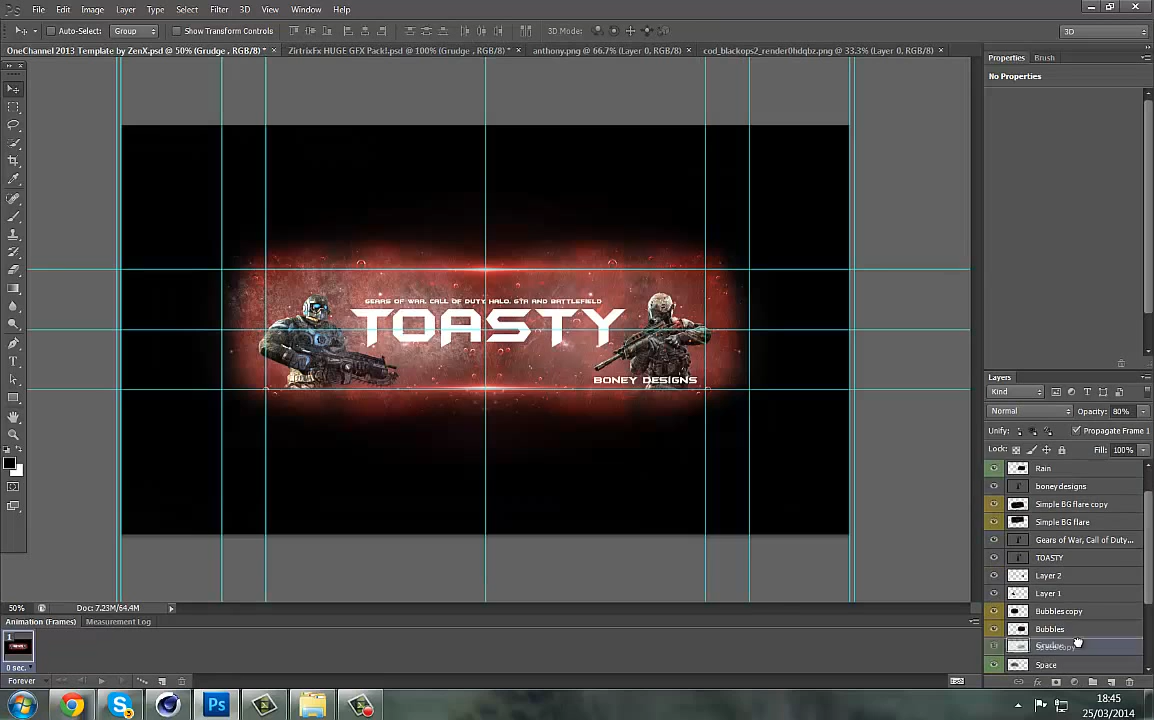 Ps File Edit Image Layer Type Select Filter 3D View Window Help
Auto-Select: Group Show Transform Controls 3D Mode: 3D
OneChannel 2013 Template by ZenX.psd @ 50% (Grudge , RGB/8) * × ZirtrixFx HUGE GFX Pack!.psd @ 100% (Grudge , RGB/8) * × anthony.png @ 66.7% (Layer 0, RGB/8) × cod_blackops2_render0hdqbz.png @ 33.3% (Layer 0, RGB/8) ×
Properties Brush
No Properties
GEARS OF WAR, CALL OF DUTY, HALO, GTA AND BATTLEFIELD
TOASTY
BONEY DESIGNS
Layers
Kind
Normal Opacity: 80%
Unify: Propagate Frame 1
Lock: Fill: 100%
Rain
boney designs
Simple BG flare copy
Simple BG flare
Gears of War, Call of Duty...
TOASTY
Layer 2
Layer 1
Bubbles copy
Bubbles
Space
50% Doc: 7.23M/64.4M
Animation (Frames) Measurement Log
1
0 sec.
Forever
Ps
18:45
25/03/2014